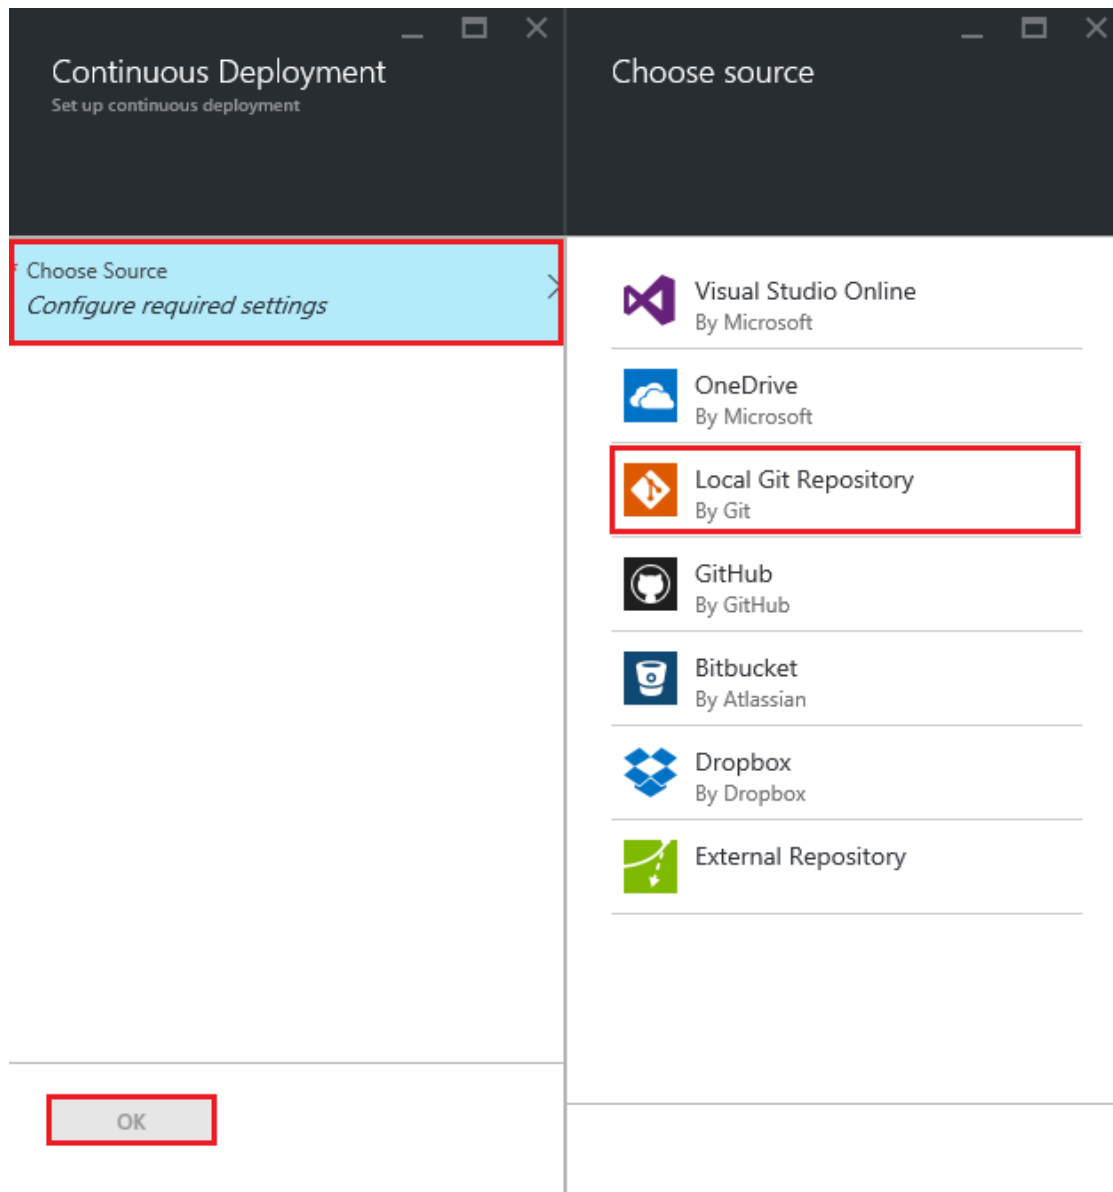 Continuous Deployment
Set up continuous deployment
* Choose Source
Configure required settings
OK
Choose source
Visual Studio Online
By Microsoft
OneDrive
By Microsoft
Local Git Repository
By Git
GitHub
By GitHub
Bitbucket
By Atlassian
Dropbox
By Dropbox
External Repository